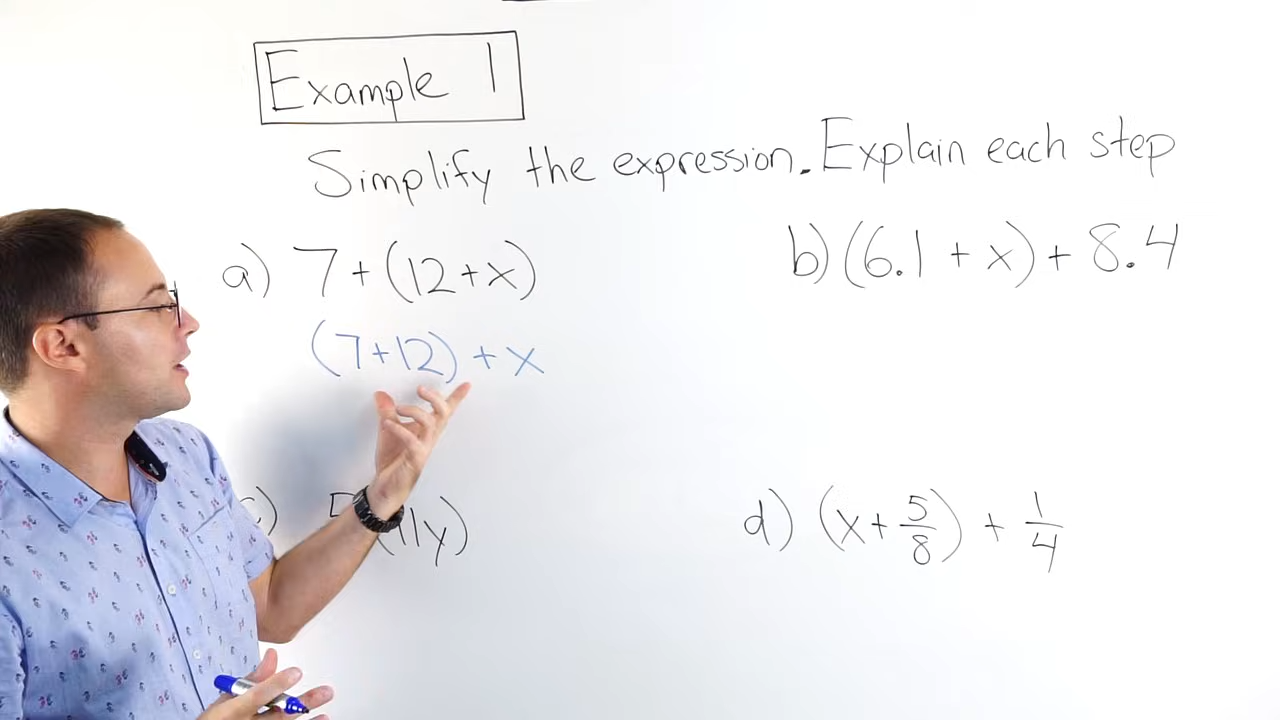 Example 1
Simplify the expression. Explain each step
a) 7 + (12 + x)
(7 + 12) + x
b) (6.1 + x) + 8.4
c) (11y)
d) (x + 5/8) + 1/4